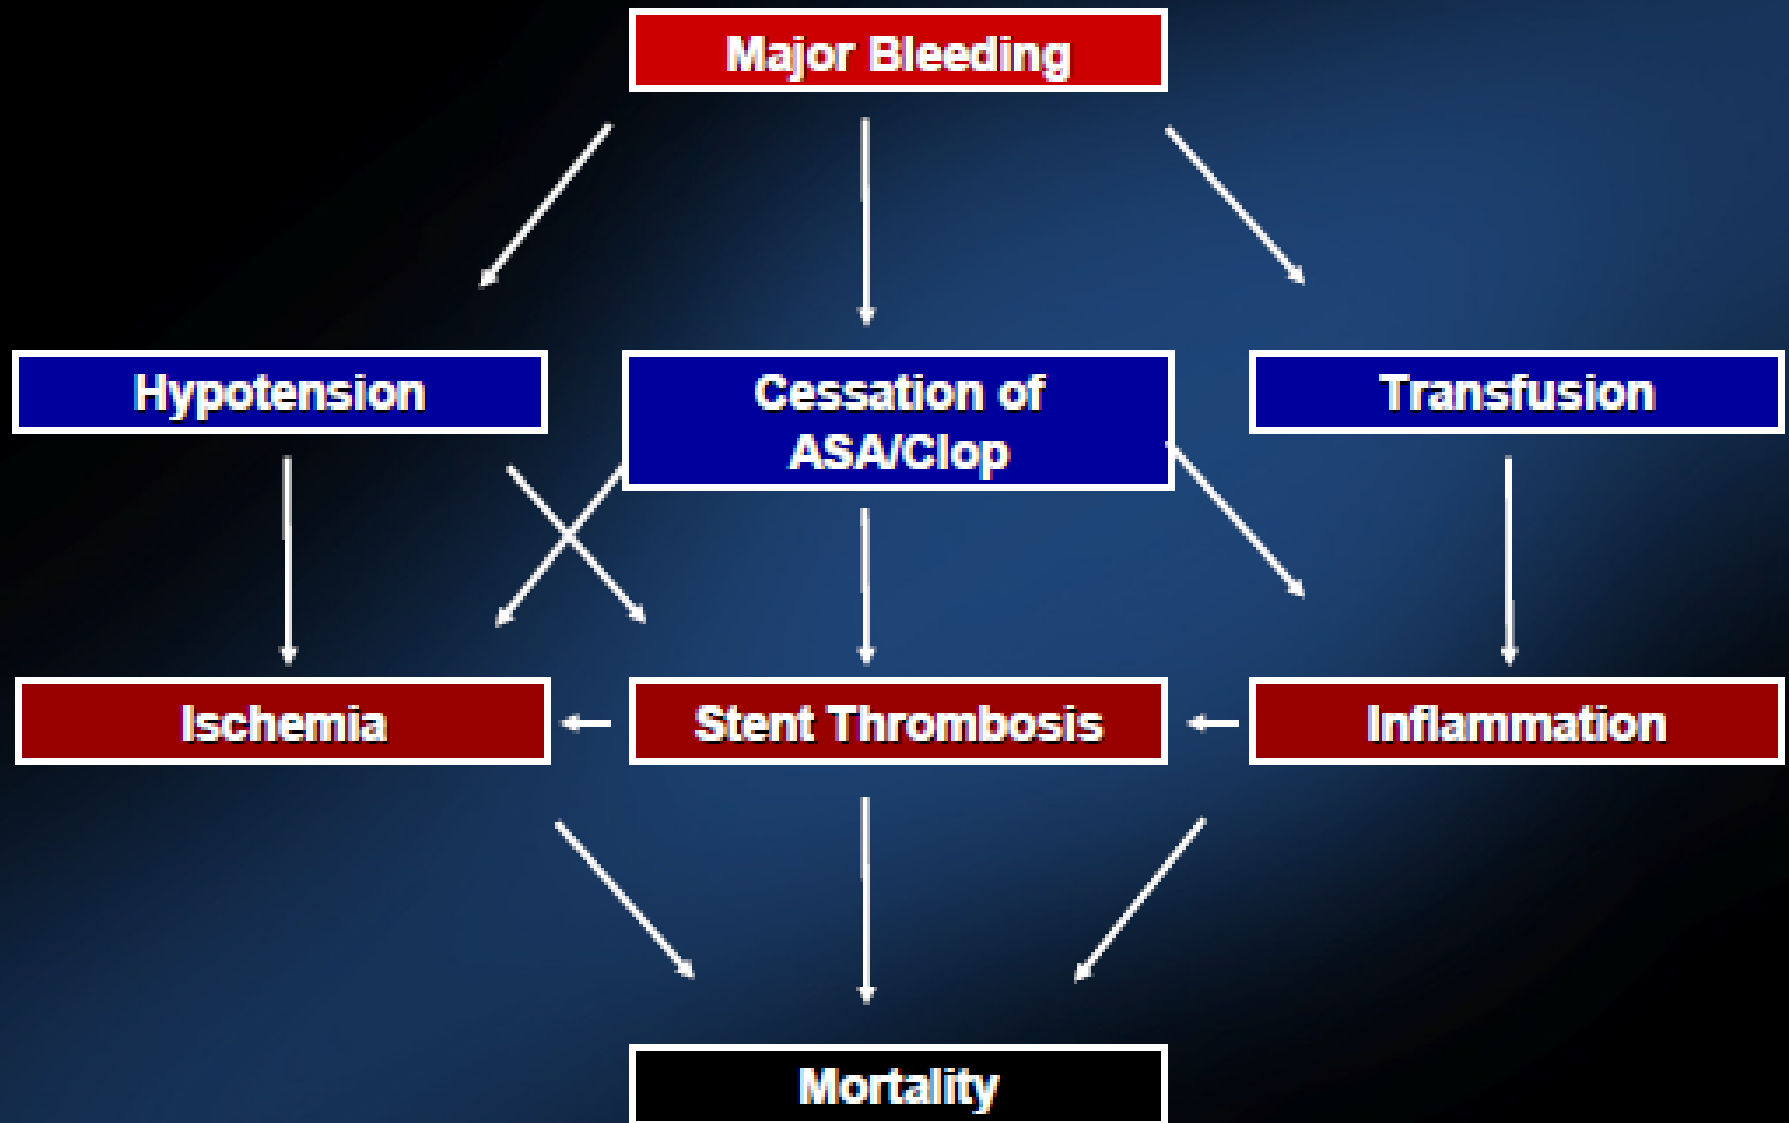 Major Bleeding
Hypotension
Cessation of
ASA/Clop
Transfusion
Ischemia
Stent Thrombosis
Inflammation
Mortality